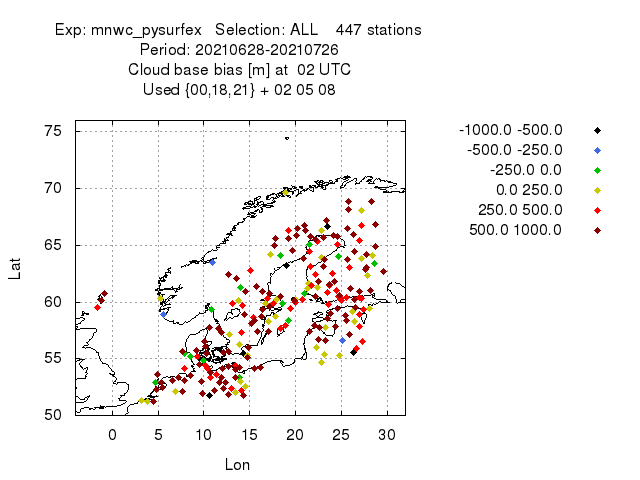 Exp: mnwc_pysurfex Selection: ALL 447 stations
Period: 20210628-20210726
Cloud base bias [m] at 02 UTC
Used {00,18,21} + 02 05 08
-1000.0 -500.0
-500.0 -250.0
-250.0 0.0
0.0 250.0
250.0 500.0
500.0 1000.0
75
70
65
60
55
50
Lat
0 5 10 15 20 25 30
Lon